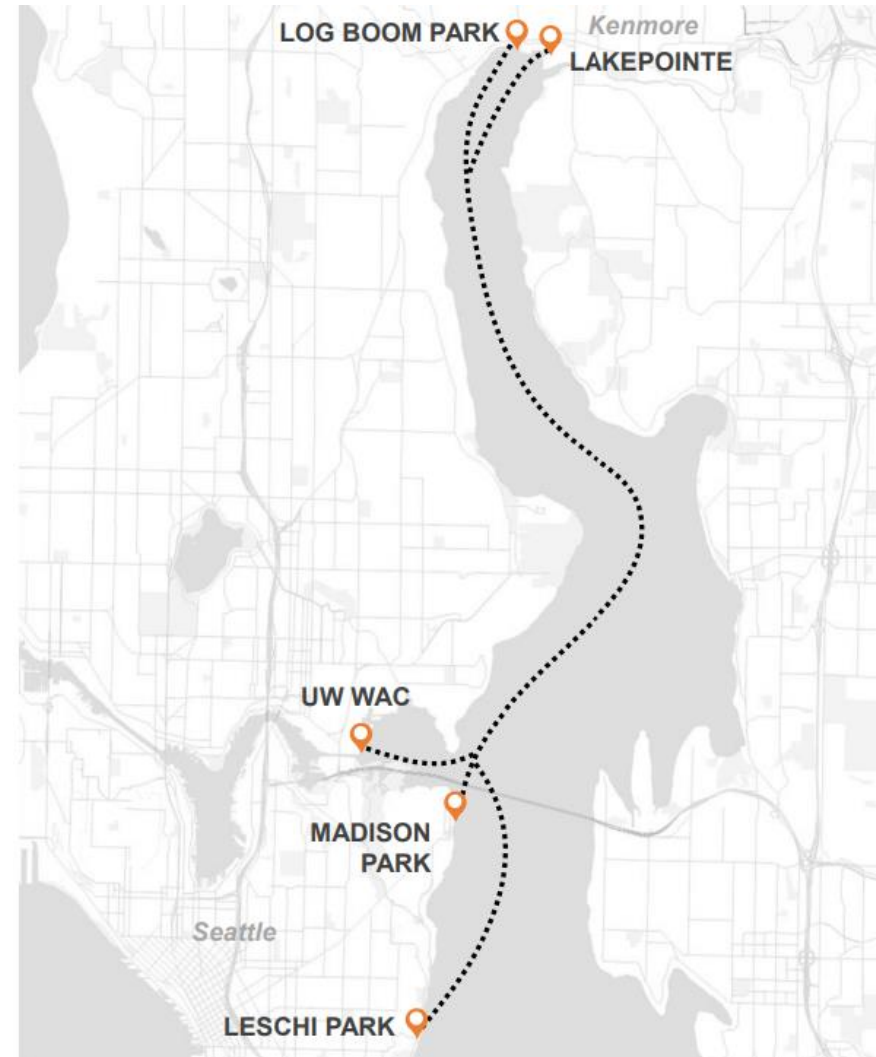 LOG BOOM PARK
Kenmore
LAKEPOINTE
UW WAC
MADISON
PARK
Seattle
LESCHI PARK